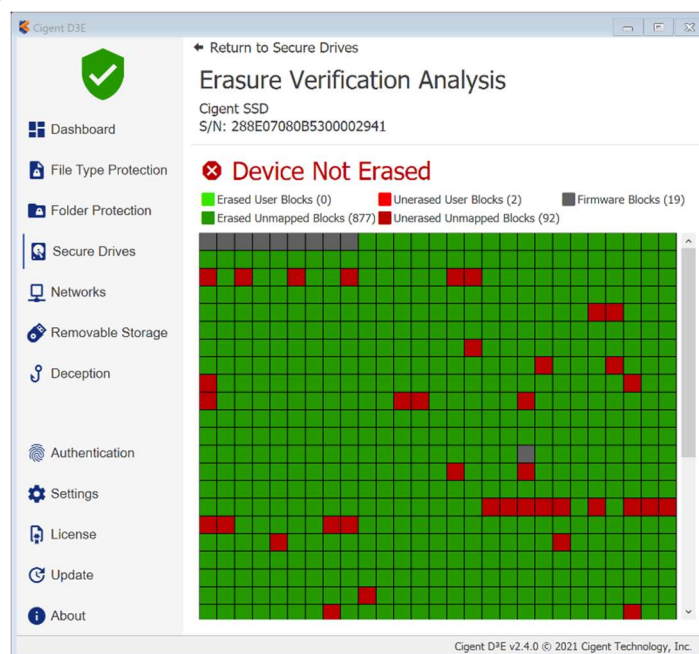 Cigent D3E
Return to Secure Drives
Erasure Verification Analysis
Cigent SSD
S/N: 288E07080B5300002941
Dashboard
File Type Protection
Folder Protection
Secure Drives
Networks
Removable Storage
Deception
Authentication
Settings
License
Update
About
Device Not Erased
Erased User Blocks (0) Unerased User Blocks (2) Firmware Blocks (19)
Erased Unmapped Blocks (877) Unerased Unmapped Blocks (92)
Cigent D³E v2.4.0 © 2021 Cigent Technology, Inc.